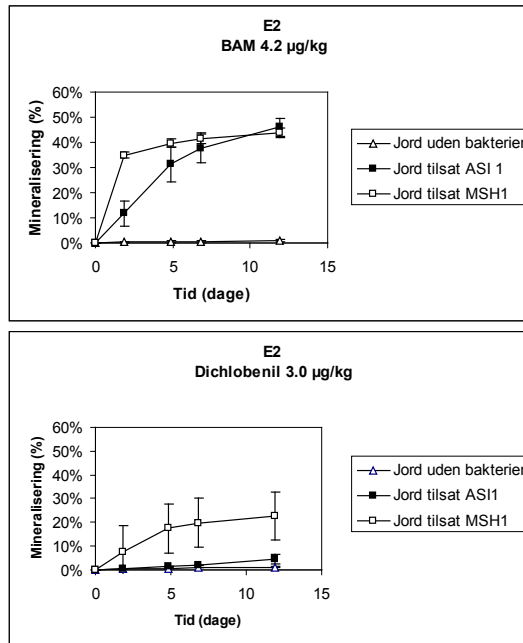 E2
BAM 4.2 µg/kg
60%
50%
40%
30%
20%
10%
0%
Mineralisering (%)
0
5
10
15
Tid (dage)
Jord uden bakterier
Jord tilsat ASI 1
Jord tilsat MSH1
E2
Dichlobenil 3.0 µg/kg
60%
50%
40%
30%
20%
10%
0%
Mineralisering (%)
0
5
10
15
Tid (dage)
Jord uden bakterier
Jord tilsat ASI1
Jord tilsat MSH1